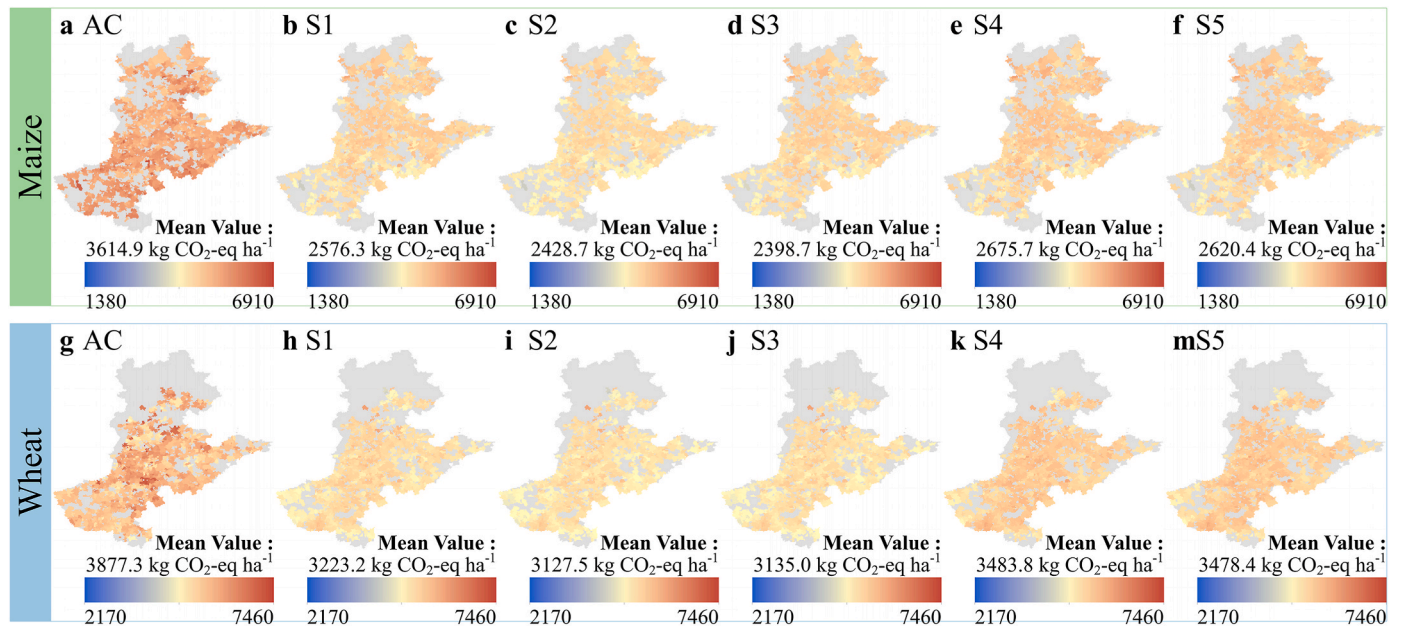 Maize
a AC
b S1
c S2
d S3
e S4
f S5
Mean Value :
3614.9 kg CO₂-eq ha⁻¹
1380 6910
Mean Value :
2576.3 kg CO₂-eq ha⁻¹
1380 6910
Mean Value :
2428.7 kg CO₂-eq ha⁻¹
1380 6910
Mean Value :
2398.7 kg CO₂-eq ha⁻¹
1380 6910
Mean Value :
2675.7 kg CO₂-eq ha⁻¹
1380 6910
Mean Value :
2620.4 kg CO₂-eq ha⁻¹
1380 6910
Wheat
g AC
h S1
i S2
j S3
k S4
mS5
Mean Value :
3877.3 kg CO₂-eq ha⁻¹
2170 7460
Mean Value :
3223.2 kg CO₂-eq ha⁻¹
2170 7460
Mean Value :
3127.5 kg CO₂-eq ha⁻¹
2170 7460
Mean Value :
3135.0 kg CO₂-eq ha⁻¹
2170 7460
Mean Value :
3483.8 kg CO₂-eq ha⁻¹
2170 7460
Mean Value :
3478.4 kg CO₂-eq ha⁻¹
2170 7460